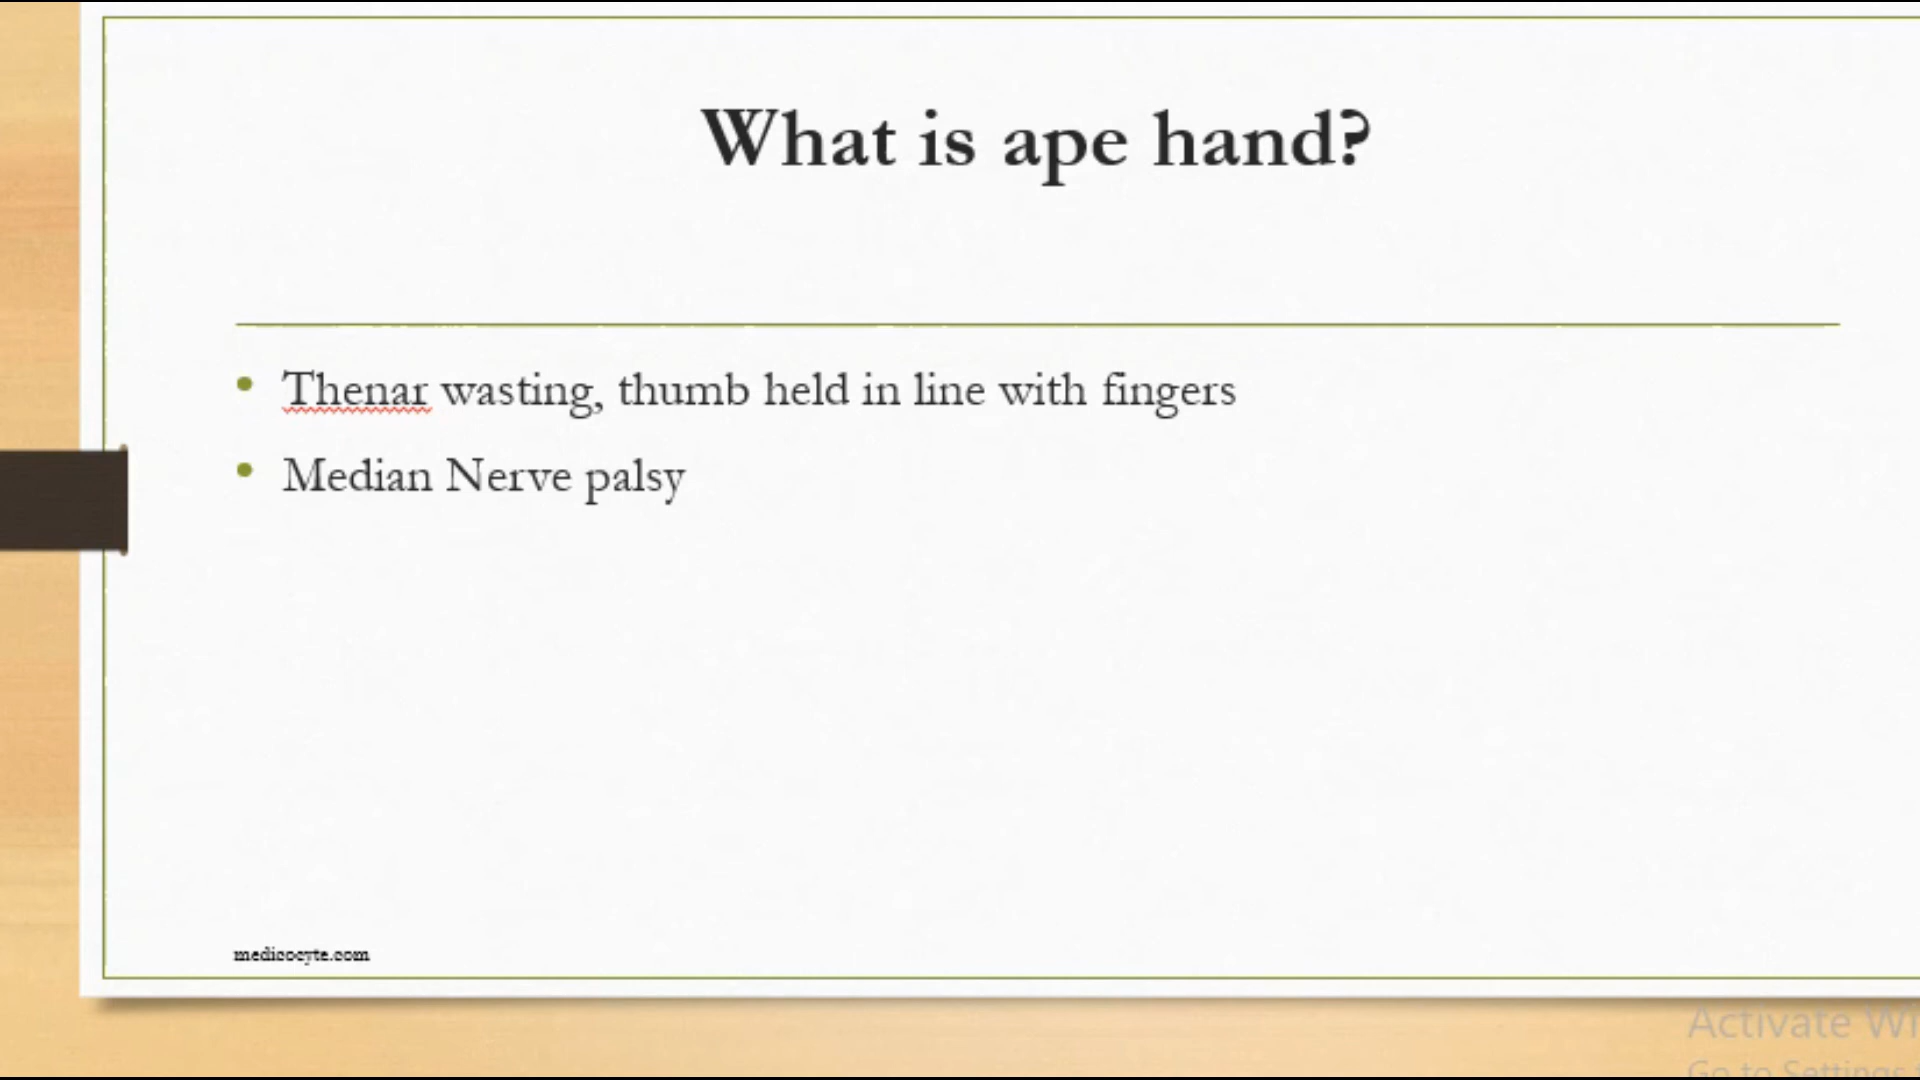 What is ape hand?
Thenar wasting, thumb held in line with fingers
Median Nerve palsy
medicocyte.com
Activate Wi
Go to Settings